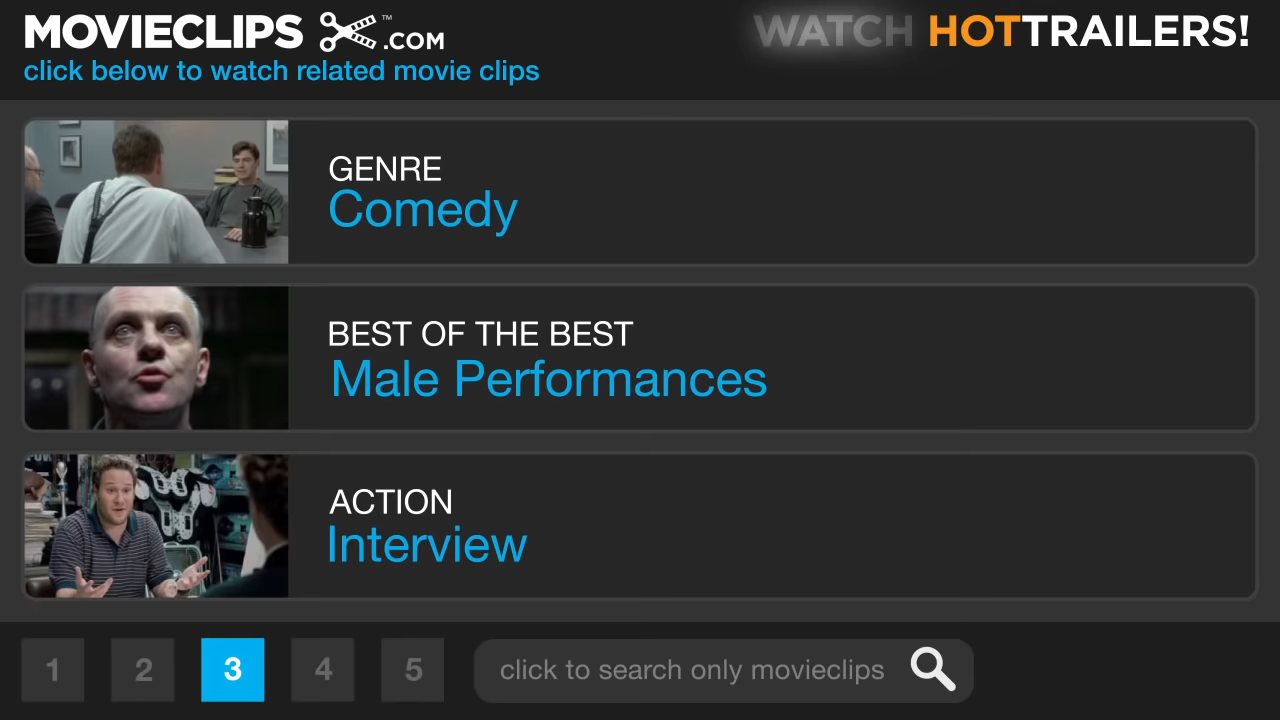 MOVIECLIPS ™ .COM
WATCH HOTTRAILERS!
click below to watch related movie clips
GENRE
Comedy
BEST OF THE BEST
Male Performances
ACTION
Interview
1 2 3 4 5
click to search only movieclips